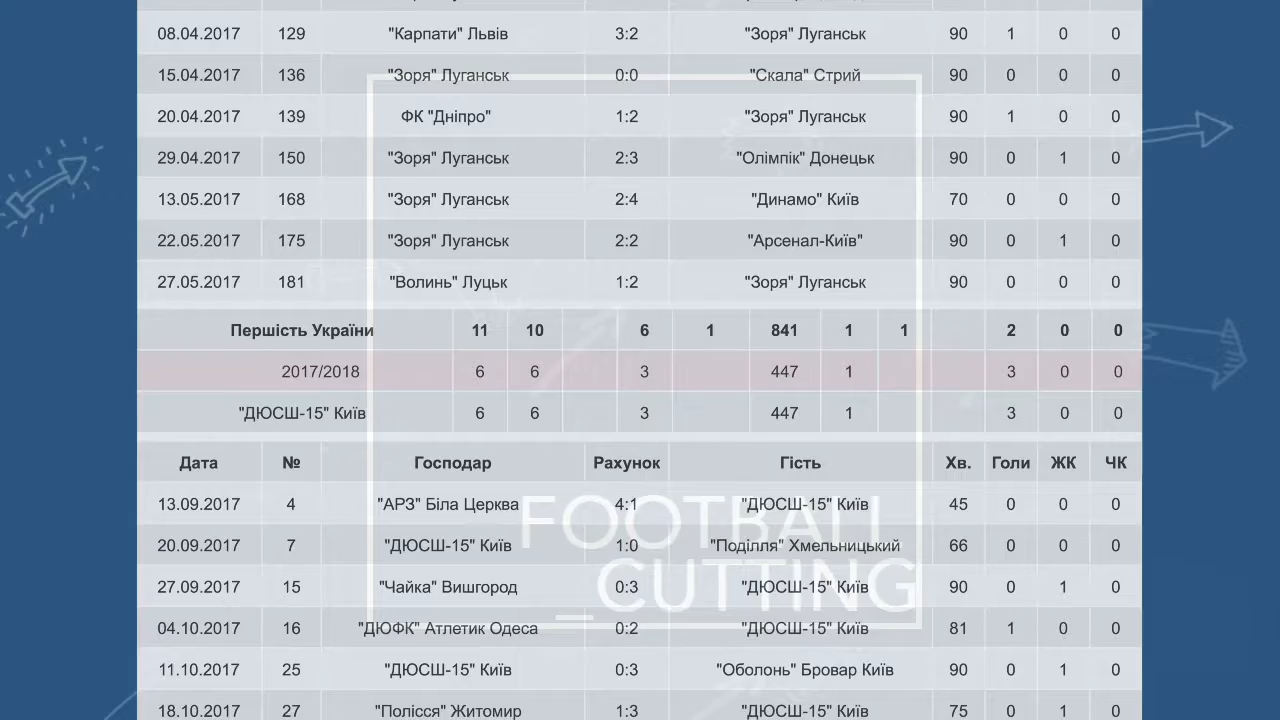 08.04.2017 129 "Карпати" Львів 3:2 "Зоря" Луганськ 90 1 0 0
15.04.2017 136 "Зоря" Луганськ 0:0 "Скала" Стрий 90 0 0 0
20.04.2017 139 ФК "Дніпро" 1:2 "Зоря" Луганськ 90 1 0 0
29.04.2017 150 "Зоря" Луганськ 2:3 "Олімпік" Донецьк 90 0 1 0
13.05.2017 168 "Зоря" Луганськ 2:4 "Динамо" Київ 70 0 0 0
22.05.2017 175 "Зоря" Луганськ 2:2 "Арсенал-Київ" 90 0 1 0
27.05.2017 181 "Волинь" Луцьк 1:2 "Зоря" Луганськ 90 0 0 0
Першість України 11 10 6 1 841 1 1 2 0 0
2017/2018 6 6 3 447 1 3 0 0
"ДЮСШ-15" Київ 6 6 3 447 1 3 0 0
Дата № Господар Рахунок Гість Хв. Голи ЖК ЧК
13.09.2017 4 "АРЗ" Біла Церква 4:1 "ДЮСШ-15" Київ 45 0 0 0
20.09.2017 7 "ДЮСШ-15" Київ 1:0 "Поділля" Хмельницький 66 0 0 0
27.09.2017 15 "Чайка" Вишгород 0:3 "ДЮСШ-15" Київ 90 0 1 0
04.10.2017 16 "ДЮФК" Атлетик Одеса 0:2 "ДЮСШ-15" Київ 81 1 0 0
11.10.2017 25 "ДЮСШ-15" Київ 0:3 "Оболонь" Бровар Київ 90 0 1 0
18.10.2017 27 "Полісся" Житомир 1:3 "ДЮСШ-15" Київ 75 0 1 0
FOOTBALL
_CUTTING